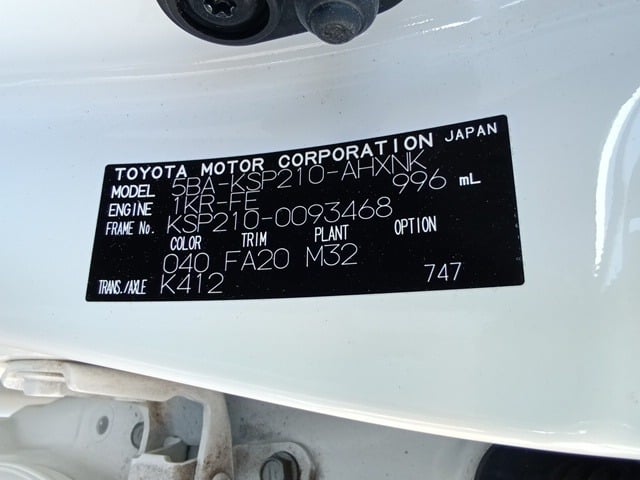 TOYOTA MOTOR CORPORATION JAPAN
MODEL 5BA-KSP210-AHXNK
ENGINE 1KR-FE 996 mL
FRAME No. KSP210-0093468
COLOR TRIM PLANT OPTION
040 FA20 M32
TRANS./AXLE K412 747